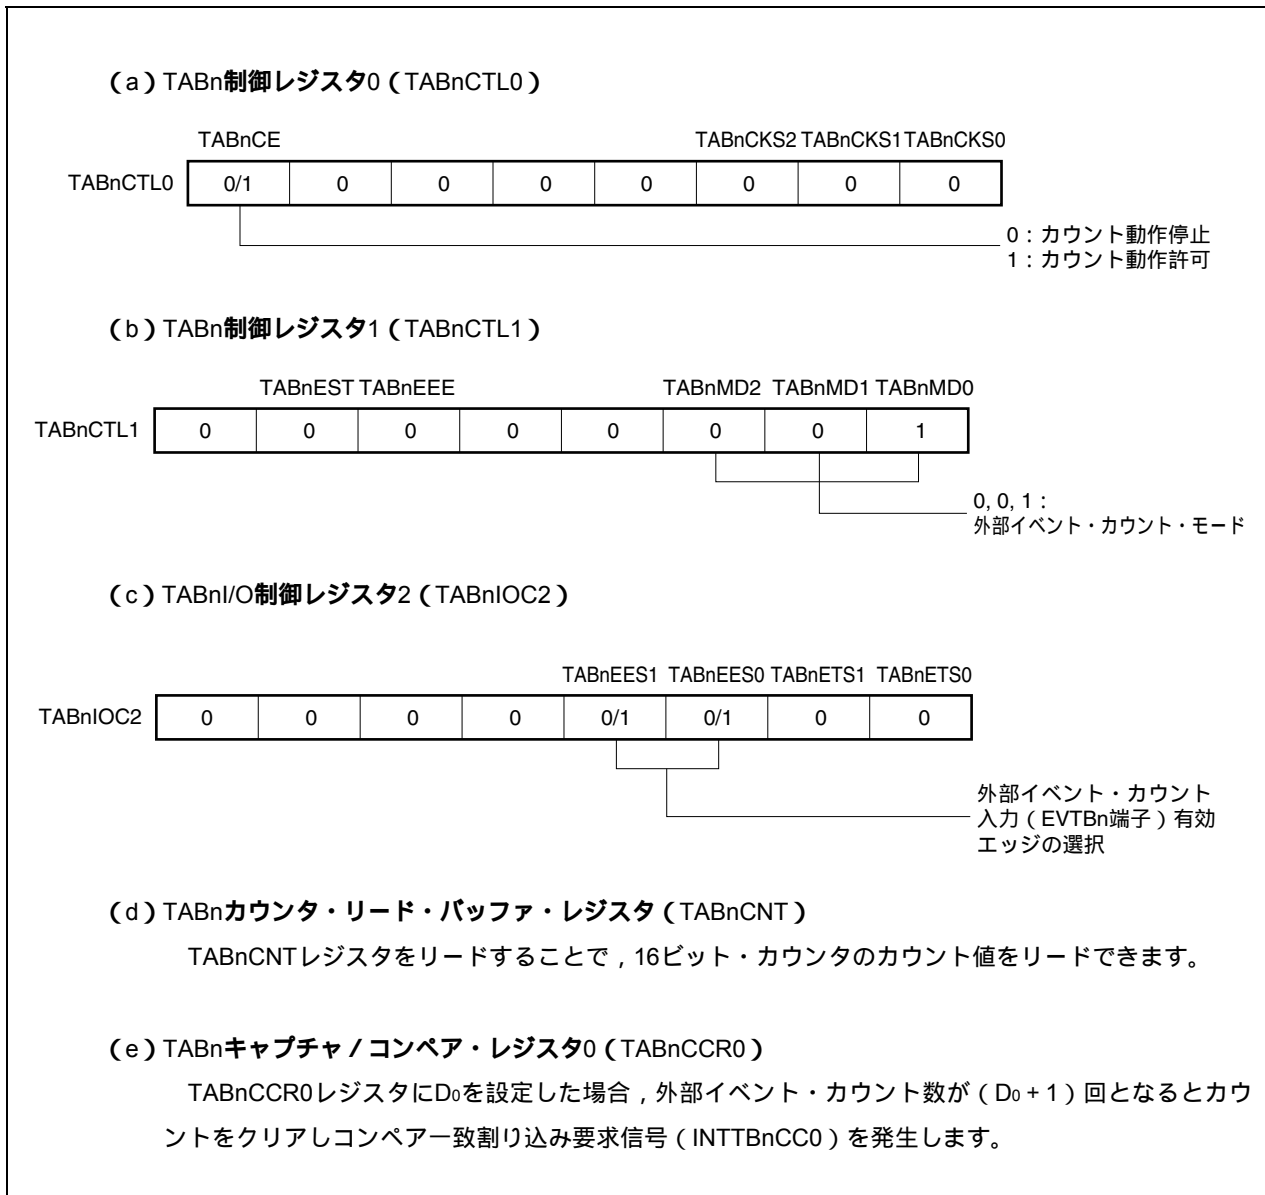 （a）TABn制御レジスタ0（TABnCTL0）
TABnCE TABnCKS2 TABnCKS1 TABnCKS0
TABnCTL0 0/1 0 0 0 0 0 0 0
0：カウント動作停止
1：カウント動作許可
（b）TABn制御レジスタ1（TABnCTL1）
TABnEST TABnEEE TABnMD2 TABnMD1 TABnMD0
TABnCTL1 0 0 0 0 0 0 0 1
0, 0, 1：
外部イベント・カウント・モード
（c）TABnI/O制御レジスタ2（TABnIOC2）
TABnEES1 TABnEES0 TABnETS1 TABnETS0
TABnIOC2 0 0 0 0 0/1 0/1 0 0
外部イベント・カウント
入力（EVTBn端子）有効
エッジの選択
（d）TABnカウンタ・リード・バッファ・レジスタ（TABnCNT）
TABnCNTレジスタをリードすることで，16ビット・カウンタのカウント値をリードできます。
（e）TABnキャプチャ／コンペア・レジスタ0（TABnCCR0）
TABnCCR0レジスタにD0を設定した場合，外部イベント・カウント数が（D0＋1）回となるとカウ
ントをクリアしコンペア一致割り込み要求信号（INTTBnCC0）を発生します。